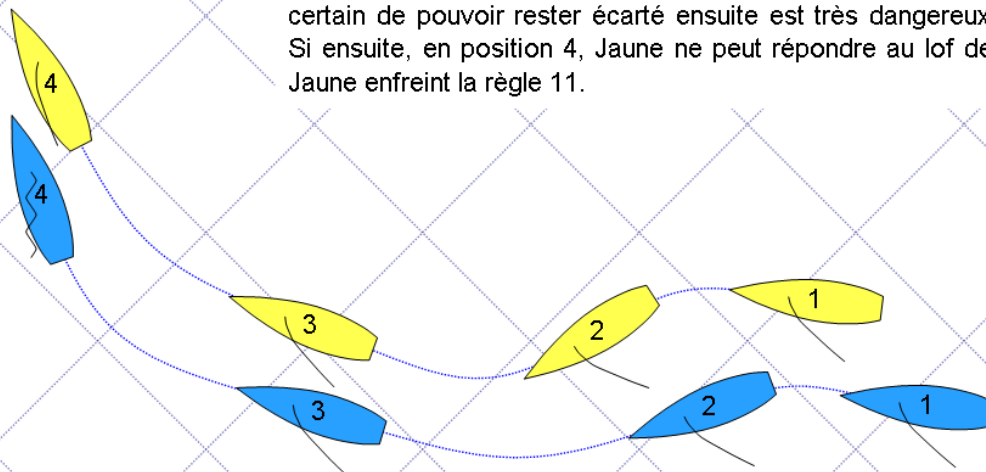 certain de pouvoir rester écarté ensuite est très dangereux
Si ensuite, en position 4, Jaune ne peut répondre au lof de
Jaune enfreint la règle 11.
4
4
1
3
2
3
2
1